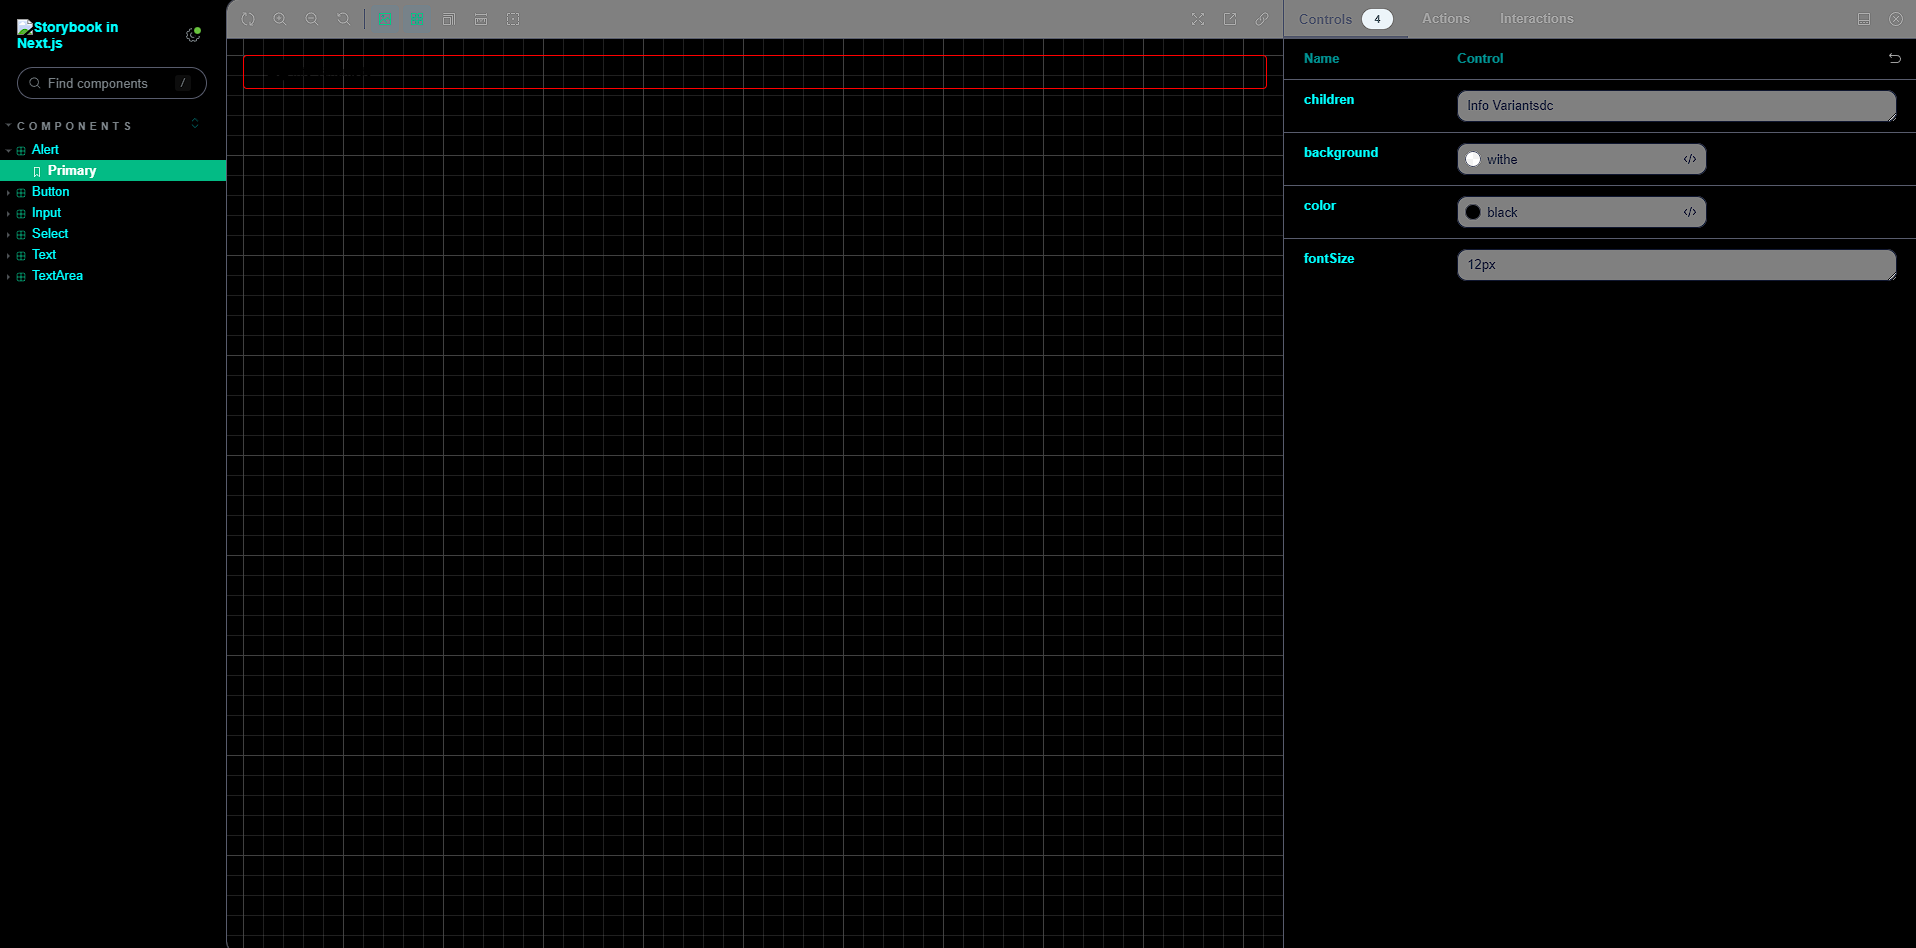 Storybook in
Next.js
Find components /
COMPONENTS
Alert
Primary
Button
Input
Select
Text
TextArea
Controls 4 Actions Interactions
Name Control
children Info Variantsdc
background withe
color black
fontSize 12px